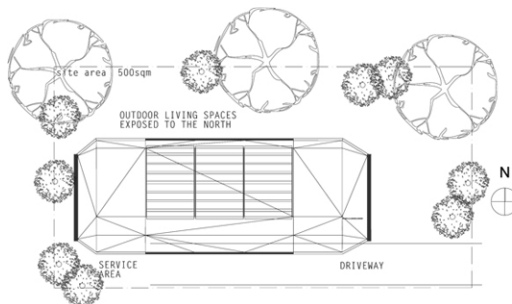 site area 500sqm
OUTDOOR LIVING SPACES
EXPOSED TO THE NORTH
N
SERVICE
AREA
DRIVEWAY